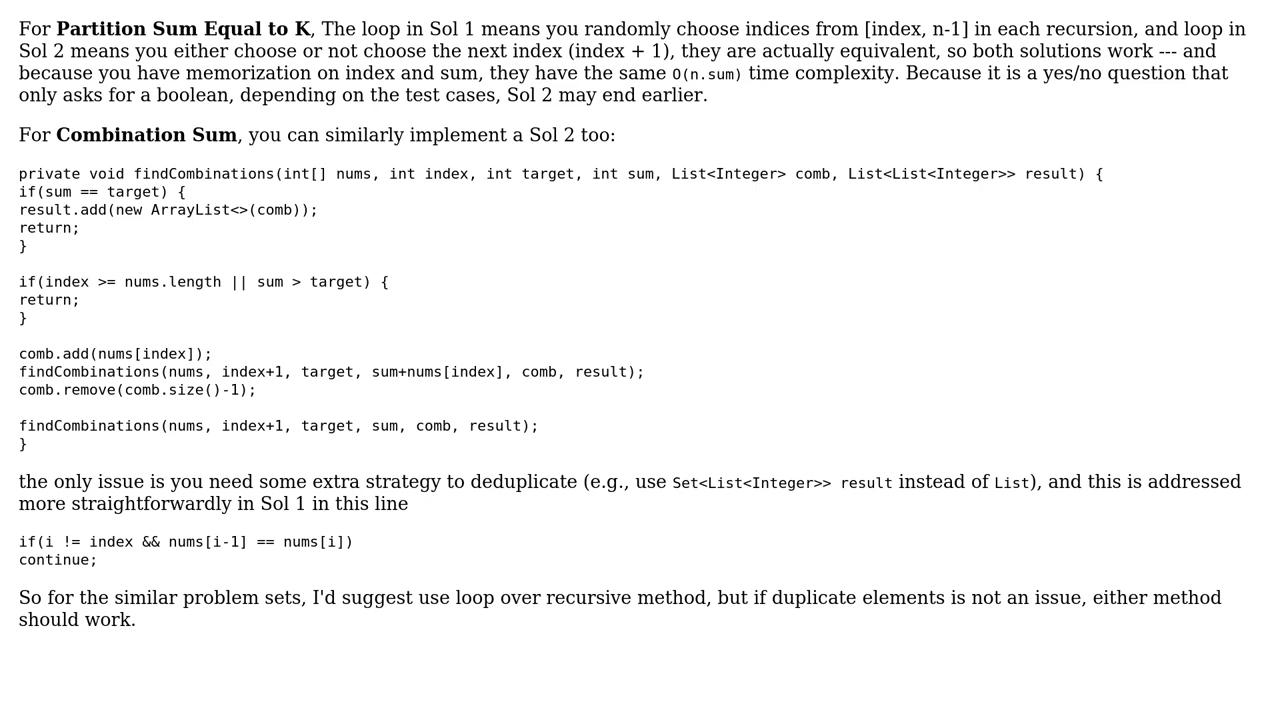 For Partition Sum Equal to K, The loop in Sol 1 means you randomly choose indices from [index, n-1] in each recursion, and loop in
Sol 2 means you either choose or not choose the next index (index + 1), they are actually equivalent, so both solutions work --- and
because you have memorization on index and sum, they have the same O(n.sum) time complexity. Because it is a yes/no question that
only asks for a boolean, depending on the test cases, Sol 2 may end earlier.
For Combination Sum, you can similarly implement a Sol 2 too:
private void findCombinations(int[] nums, int index, int target, int sum, List<Integer> comb, List<List<Integer>> result) {
if(sum == target) {
result.add(new ArrayList<>(comb));
return;
}
if(index >= nums.length || sum > target) {
return;
}
comb.add(nums[index]);
findCombinations(nums, index+1, target, sum+nums[index], comb, result);
comb.remove(comb.size()-1);
findCombinations(nums, index+1, target, sum, comb, result);
}
the only issue is you need some extra strategy to deduplicate (e.g., use Set<List<Integer>> result instead of List), and this is addressed
more straightforwardly in Sol 1 in this line
if(i != index && nums[i-1] == nums[i])
continue;
So for the similar problem sets, I'd suggest use loop over recursive method, but if duplicate elements is not an issue, either method
should work.